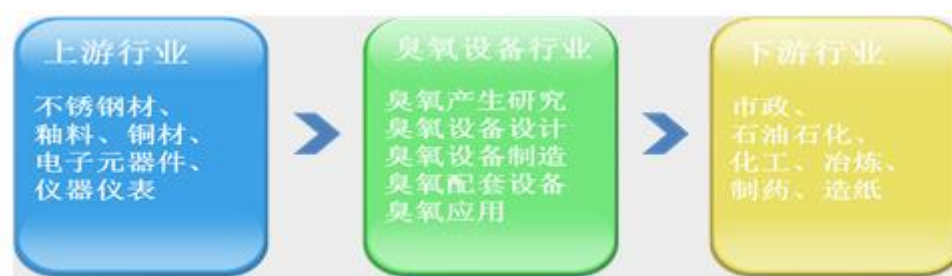 上游行业
不锈钢材、
釉料、铜材、
电子元器件、
仪器仪表
臭氧设备行业
臭氧产生研究
臭氧设备设计
臭氧设备制造
臭氧配套设备
臭氧应用
下游行业
市政、
石油石化、
化工、冶炼、
制药、造纸